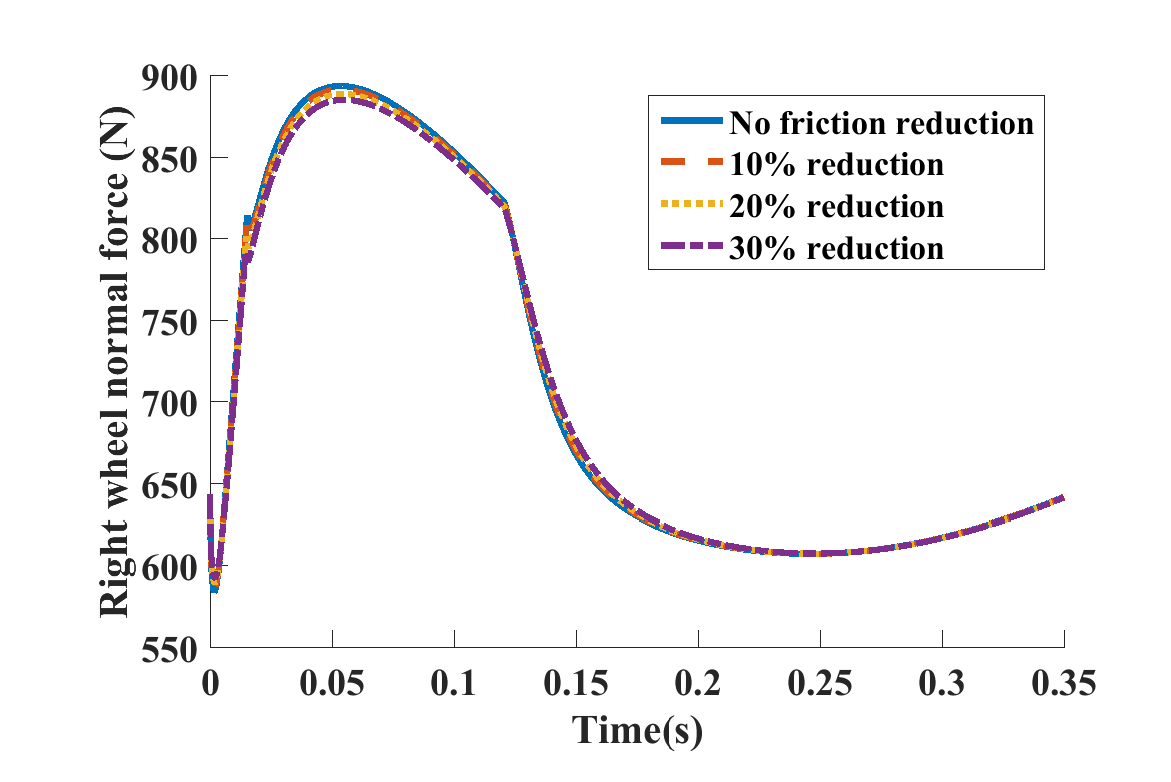 Right wheel normal force (N)
900
850
800
750
700
650
600
550
0 0.05 0.1 0.15 0.2 0.25 0.3 0.35
Time(s)
No friction reduction
10% reduction
20% reduction
30% reduction